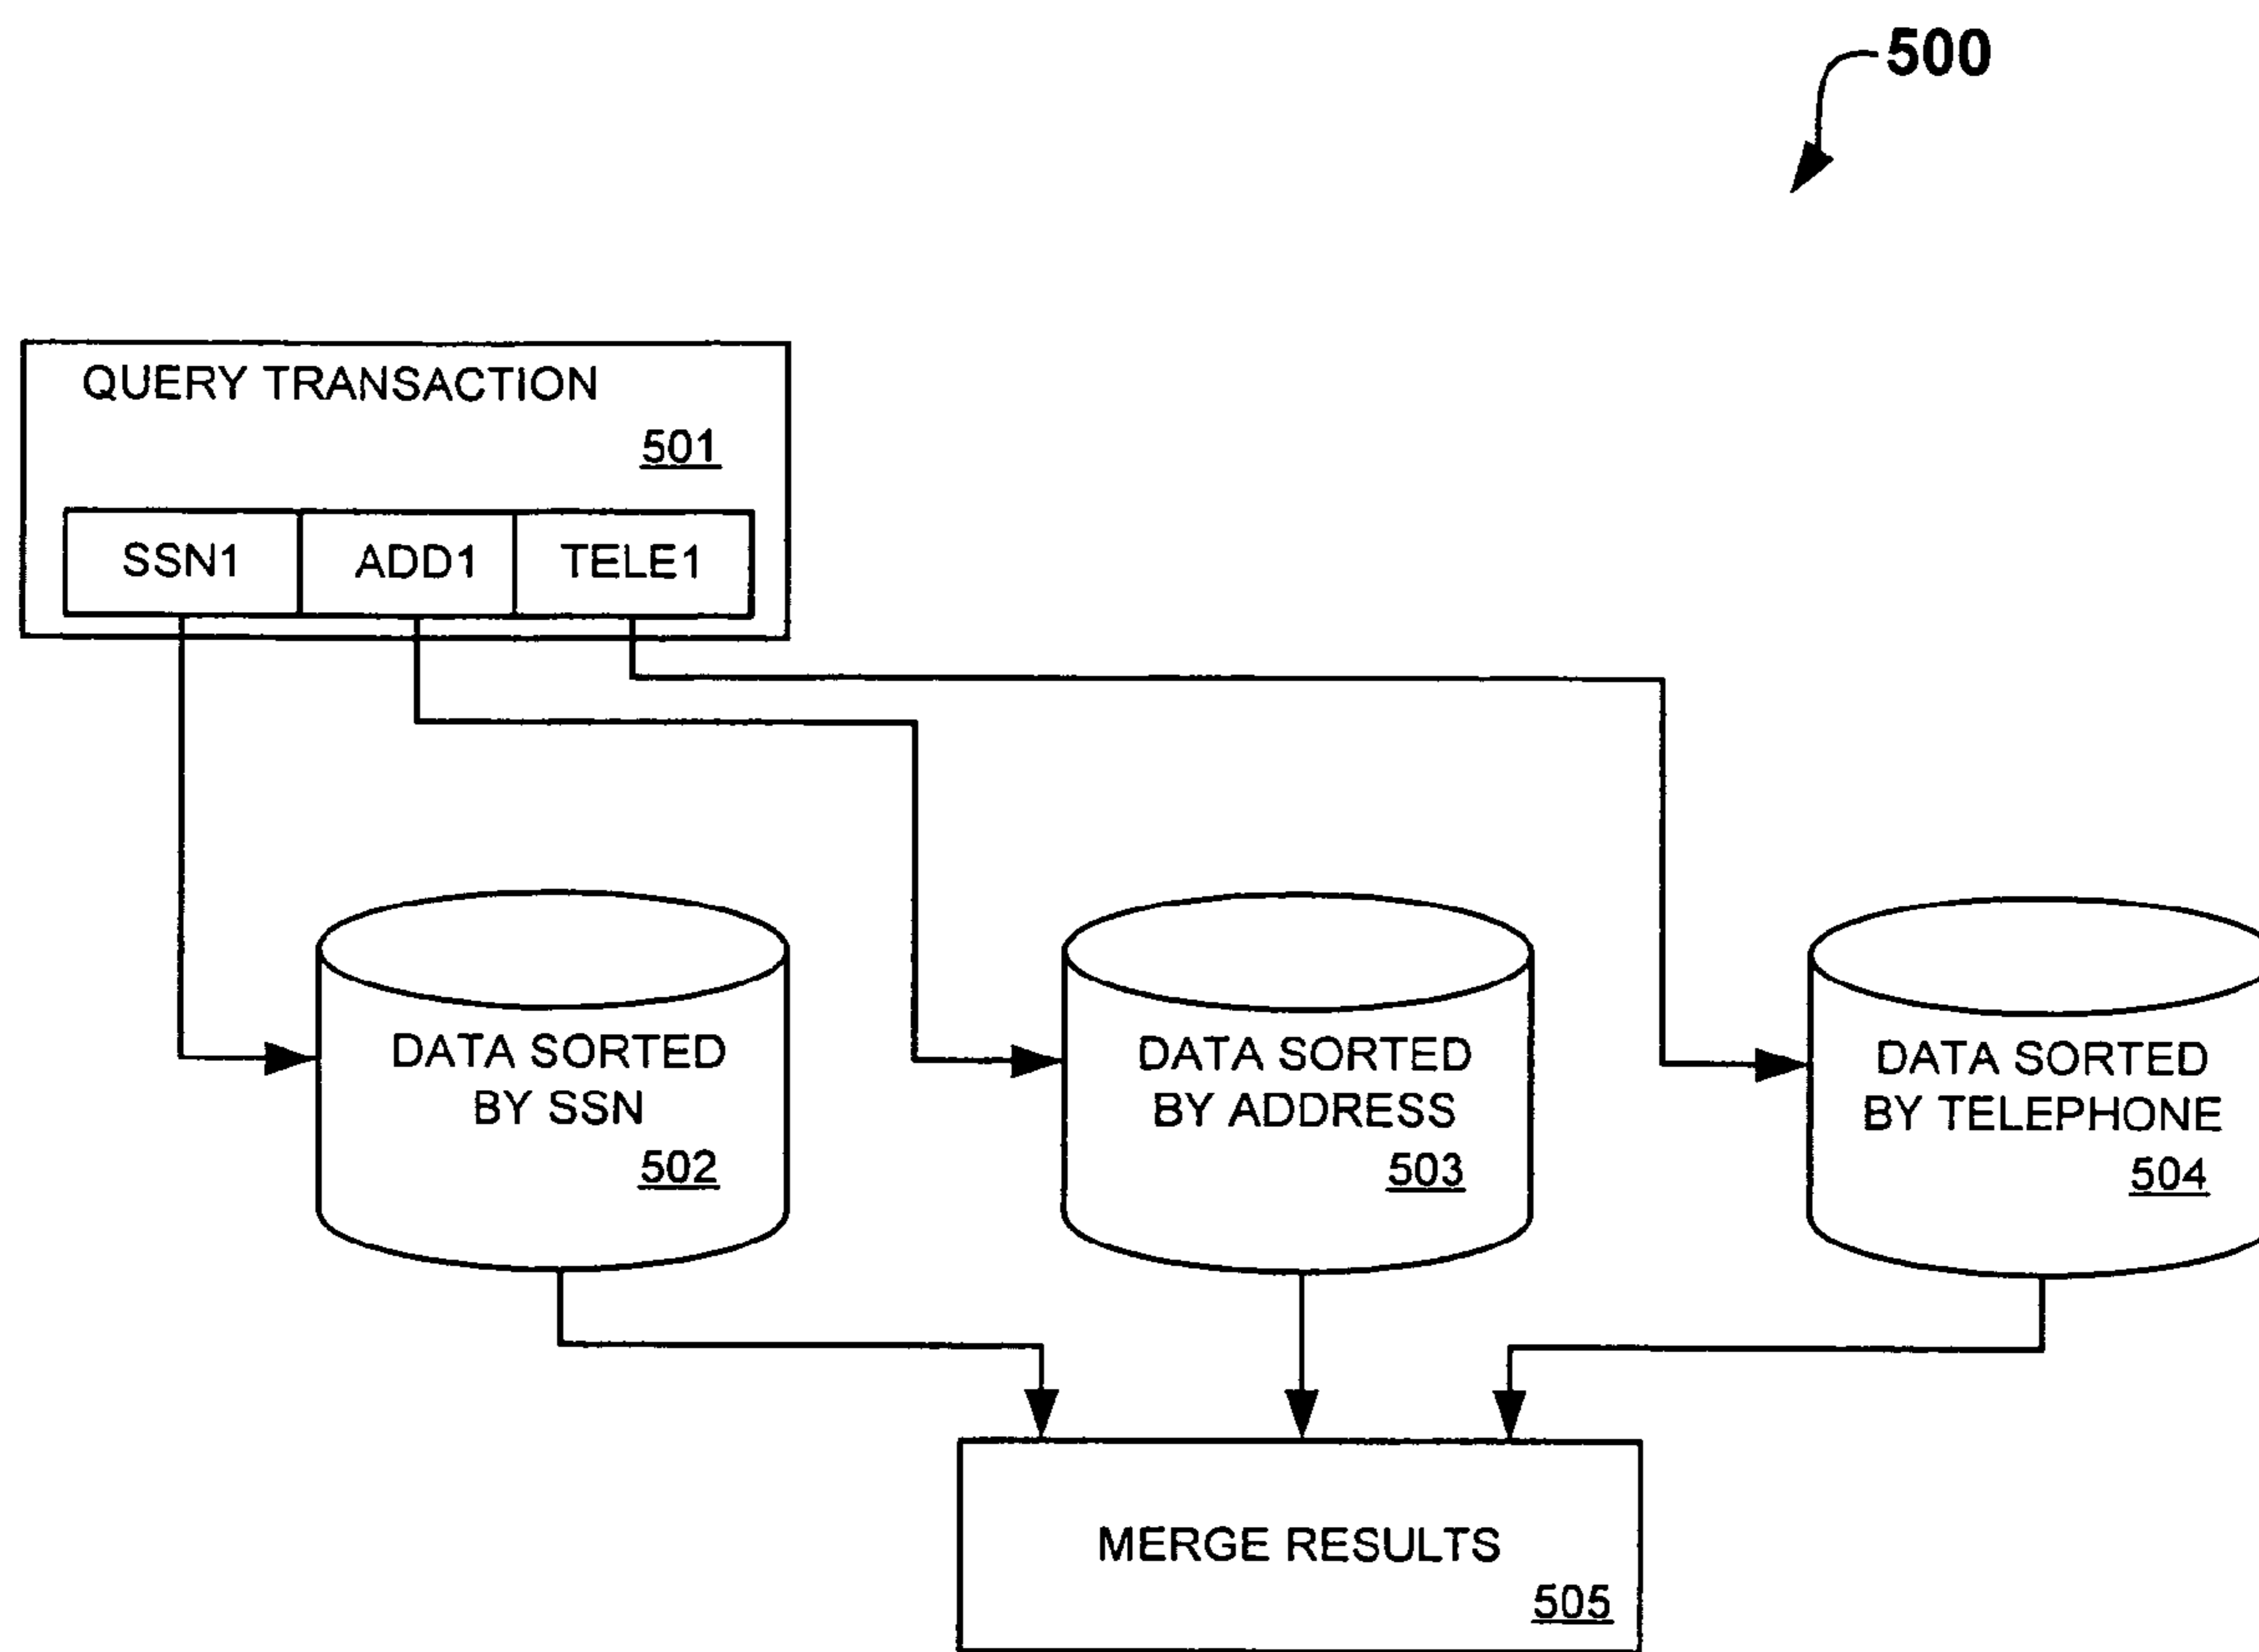 500
QUERY TRANSACTION
501
SSN1 ADD1 TELE1
DATA SORTED
BY SSN
502
DATA SORTED
BY ADDRESS
503
DATA SORTED
BY TELEPHONE
504
MERGE RESULTS
505